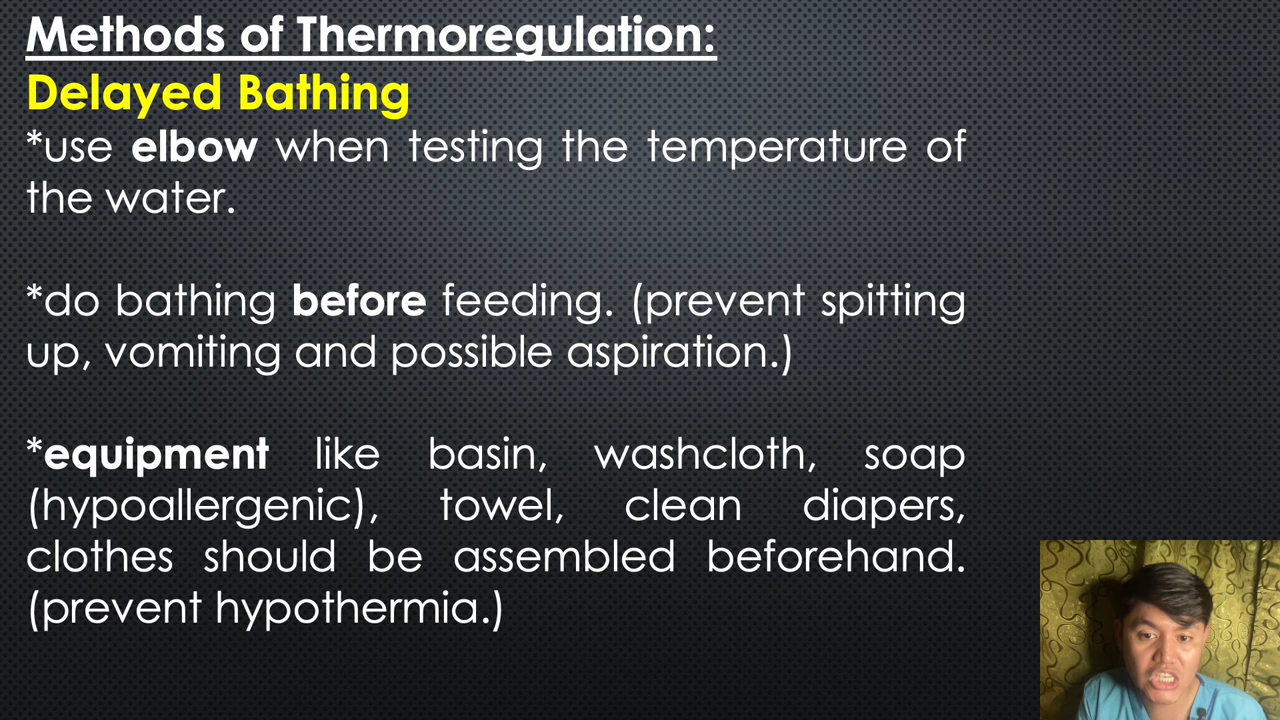 Methods of Thermoregulation:
Delayed Bathing
*use elbow when testing the temperature of
the water.
*do bathing before feeding. (prevent spitting
up, vomiting and possible aspiration.)
*equipment like basin, washcloth, soap
(hypoallergenic), towel, clean diapers,
clothes should be assembled beforehand.
(prevent hypothermia.)